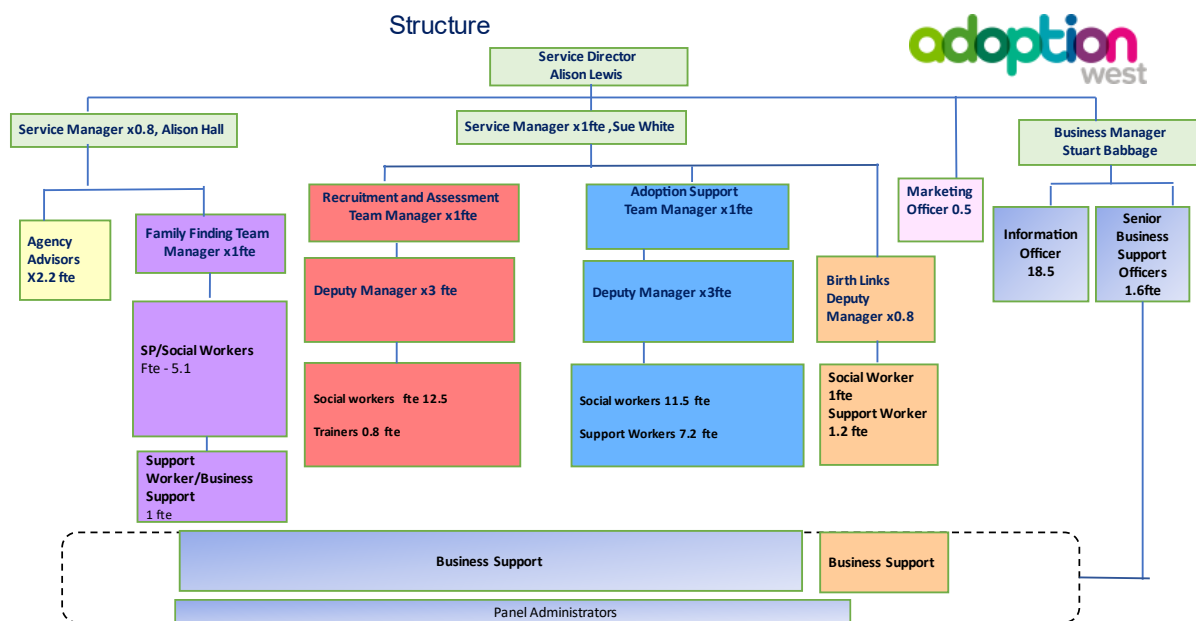 Structure
adoption
west
Service Director
Alison Lewis
Service Manager x0.8, Alison Hall
Service Manager x1fte ,Sue White
Business Manager
Stuart Babbage
Agency
Advisors
X2.2 fte
Family Finding Team
Manager x1fte
Recruitment and Assessment
Team Manager x1fte
Adoption Support
Team Manager x1fte
Marketing
Officer 0.5
Information
Officer
18.5
Senior
Business
Support
Officers
1.6fte
Deputy Manager x3 fte
Deputy Manager x3fte
Birth Links
Deputy
Manager x0.8
SP/Social Workers
Fte - 5.1
Social workers fte 12.5
Trainers 0.8 fte
Social workers 11.5 fte
Support Workers 7.2 fte
Social Worker
1fte
Support Worker
1.2 fte
Support
Worker/Business
Support
1 fte
Business Support
Business Support
Panel Administrators